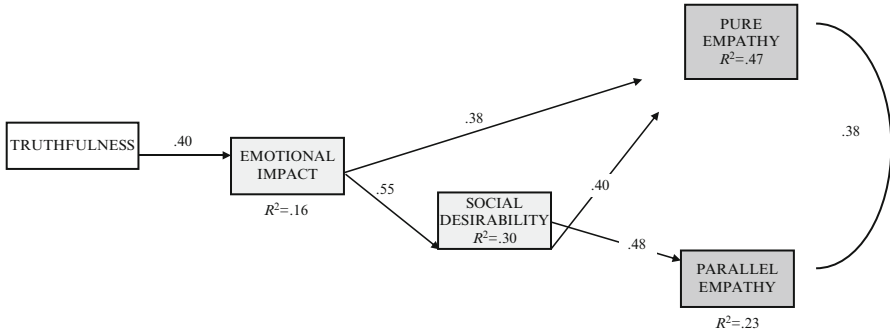 PURE
EMPATHY
R²=.47
.38
TRUTHFULNESS
.40
EMOTIONAL
IMPACT
R²=.16
.55
SOCIAL
DESIRABILITY
R²=.30
.40
.38
.48
PARALLEL
EMPATHY
R²=.23